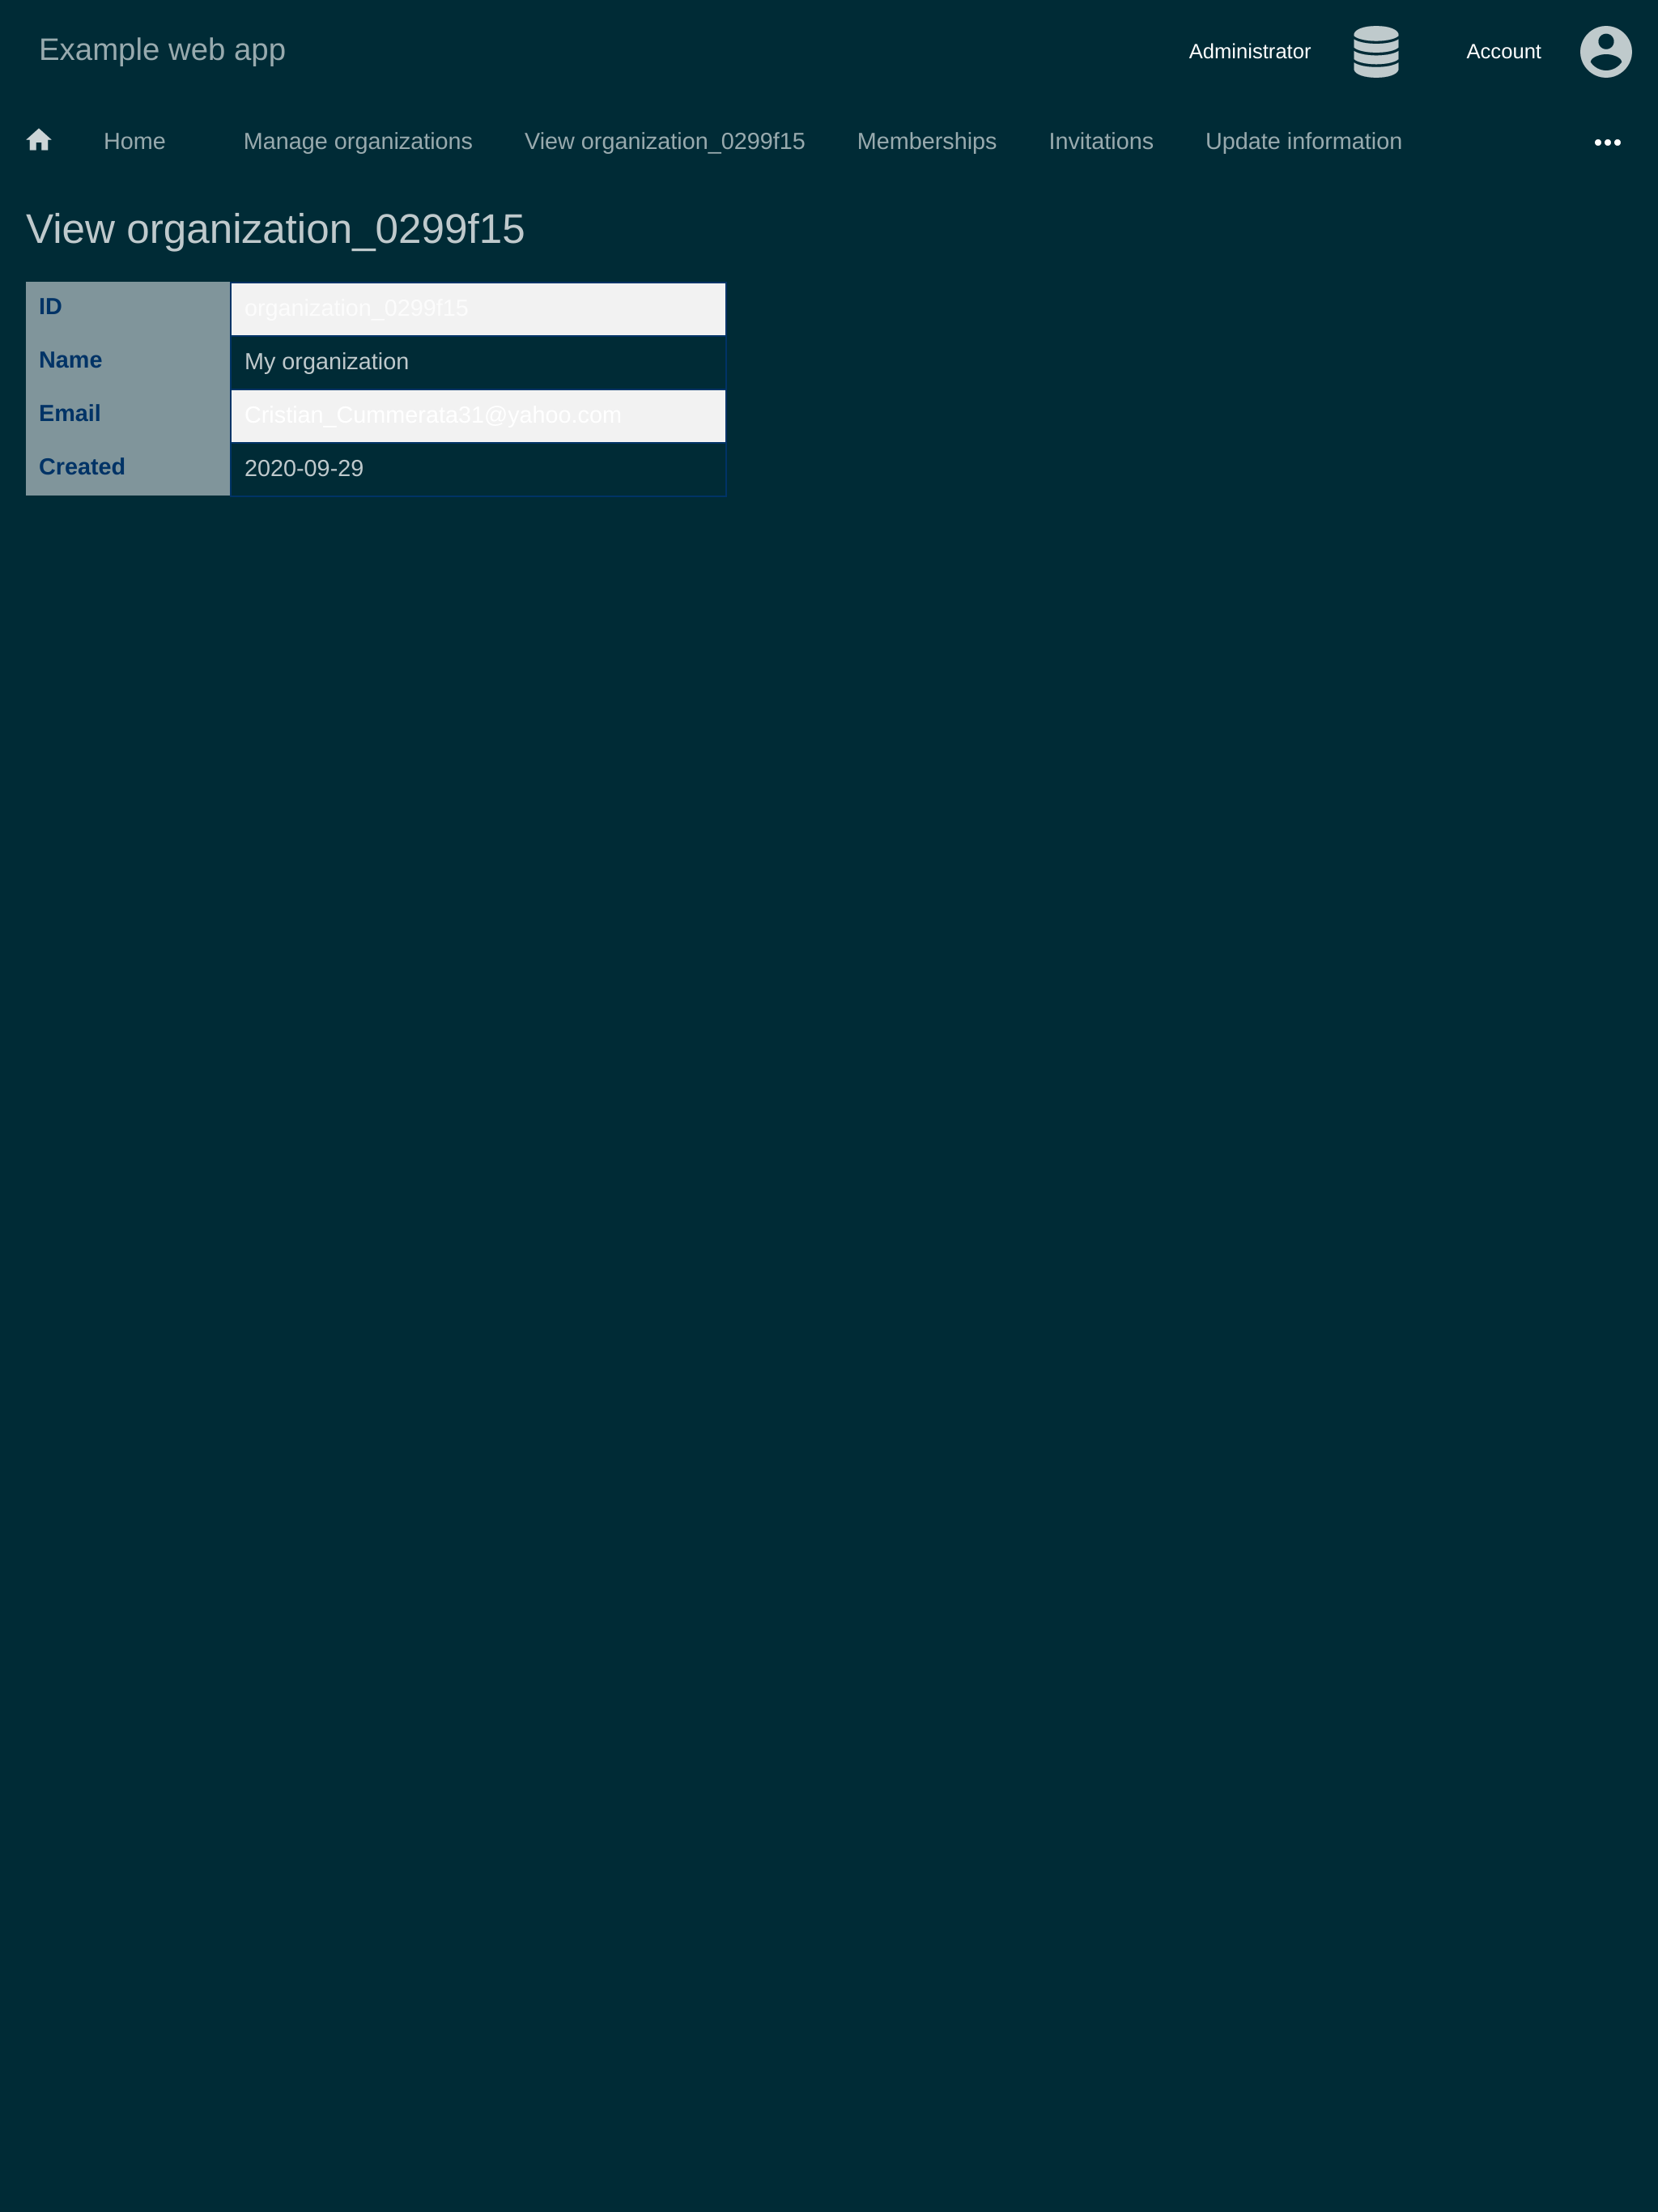 Example web app
Administrator
Account
Home
Manage organizations
View organization_0299f15
Memberships
Invitations
Update information
View organization_0299f15
ID
organization_0299f15
Name
My organization
Email
Cristian_Cummerata31@yahoo.com
Created
2020-09-29